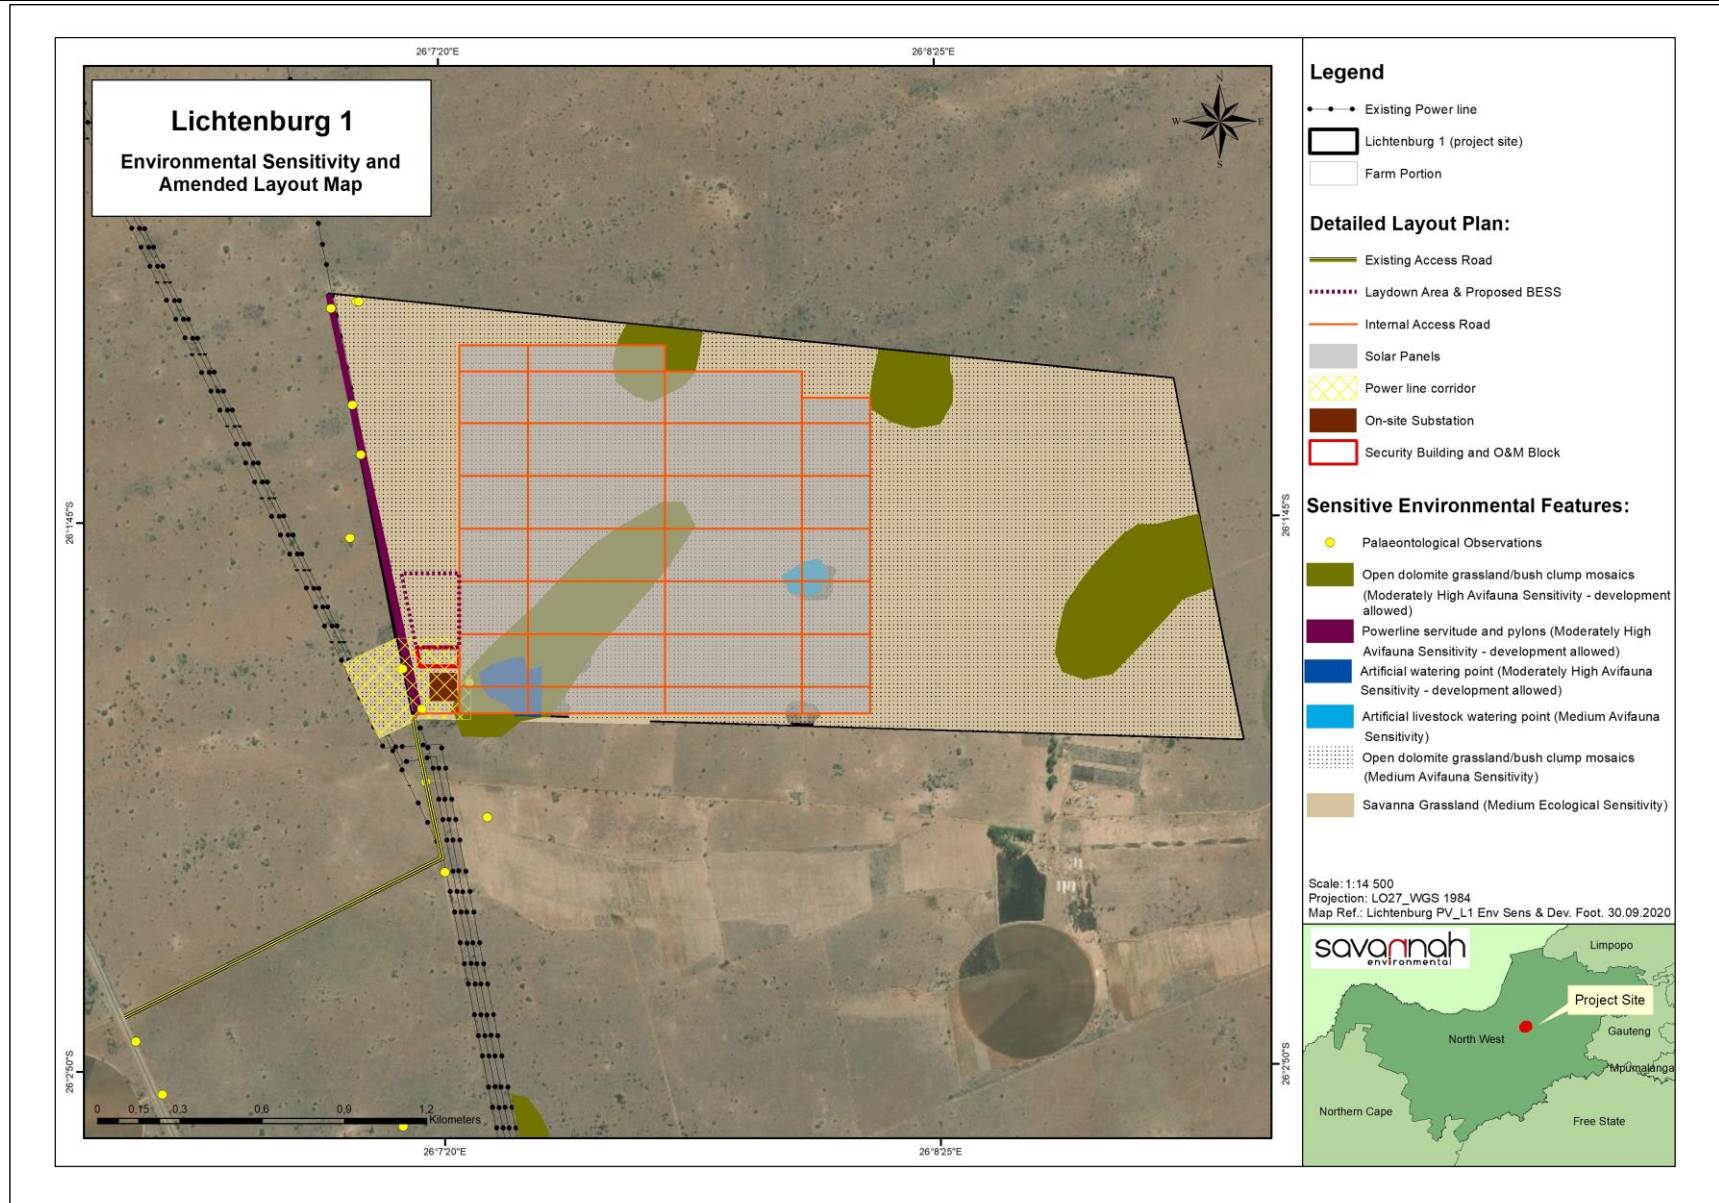 26°7'20"E
26°8'25"E
Lichtenburg 1
Environmental Sensitivity and
Amended Layout Map
N
W
E
S
26°1'45"S
26°1'45"S
26°2'50"S
26°2'50"S
0
0,15
0,3
0,6
0,9
1,2
Kilometers
26°7'20"E
26°8'25"E
Legend
Existing Power line
Lichtenburg 1 (project site)
Farm Portion
Detailed Layout Plan:
Existing Access Road
Laydown Area & Proposed BESS
Internal Access Road
Solar Panels
Power line corridor
On-site Substation
Security Building and O&M Block
Sensitive Environmental Features:
Palaeontological Observations
Open dolomite grassland/bush clump mosaics
(Moderately High Avifauna Sensitivity - development
allowed)
Powerline servitude and pylons (Moderately High
Avifauna Sensitivity - development allowed)
Artificial watering point (Moderately High Avifauna
Sensitivity - development allowed)
Artificial livestock watering point (Medium Avifauna
Sensitivity)
Open dolomite grassland/bush clump mosaics
(Medium Avifauna Sensitivity)
Savanna Grassland (Medium Ecological Sensitivity)
Scale: 1:14 500
Projection: LO27_WGS 1984
Map Ref.: Lichtenburg PV_L1 Env Sens & Dev. Foot. 30.09.2020
savannah
environmental
Limpopo
Project Site
Gauteng
North West
Mpumalanga
Northern Cape
Free State